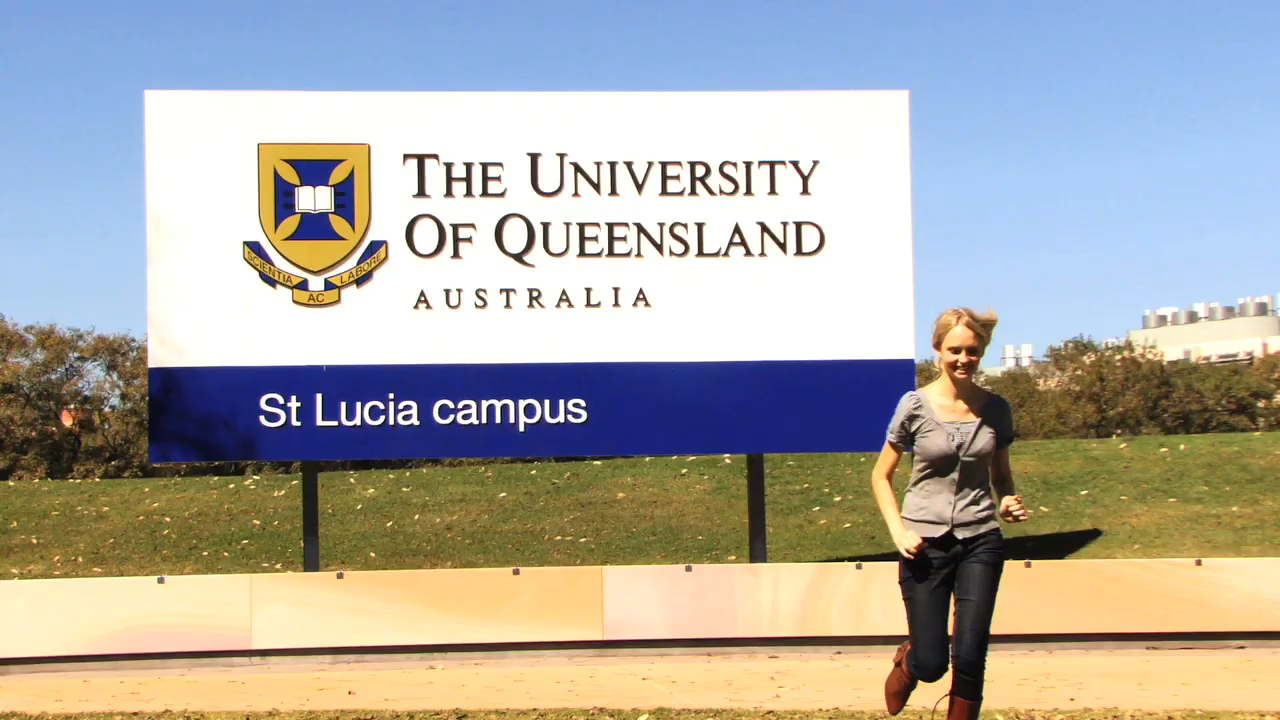 THE UNIVERSITY
OF QUEENSLAND
AUSTRALIA
SCIENTIA AC LABORE
St Lucia campus